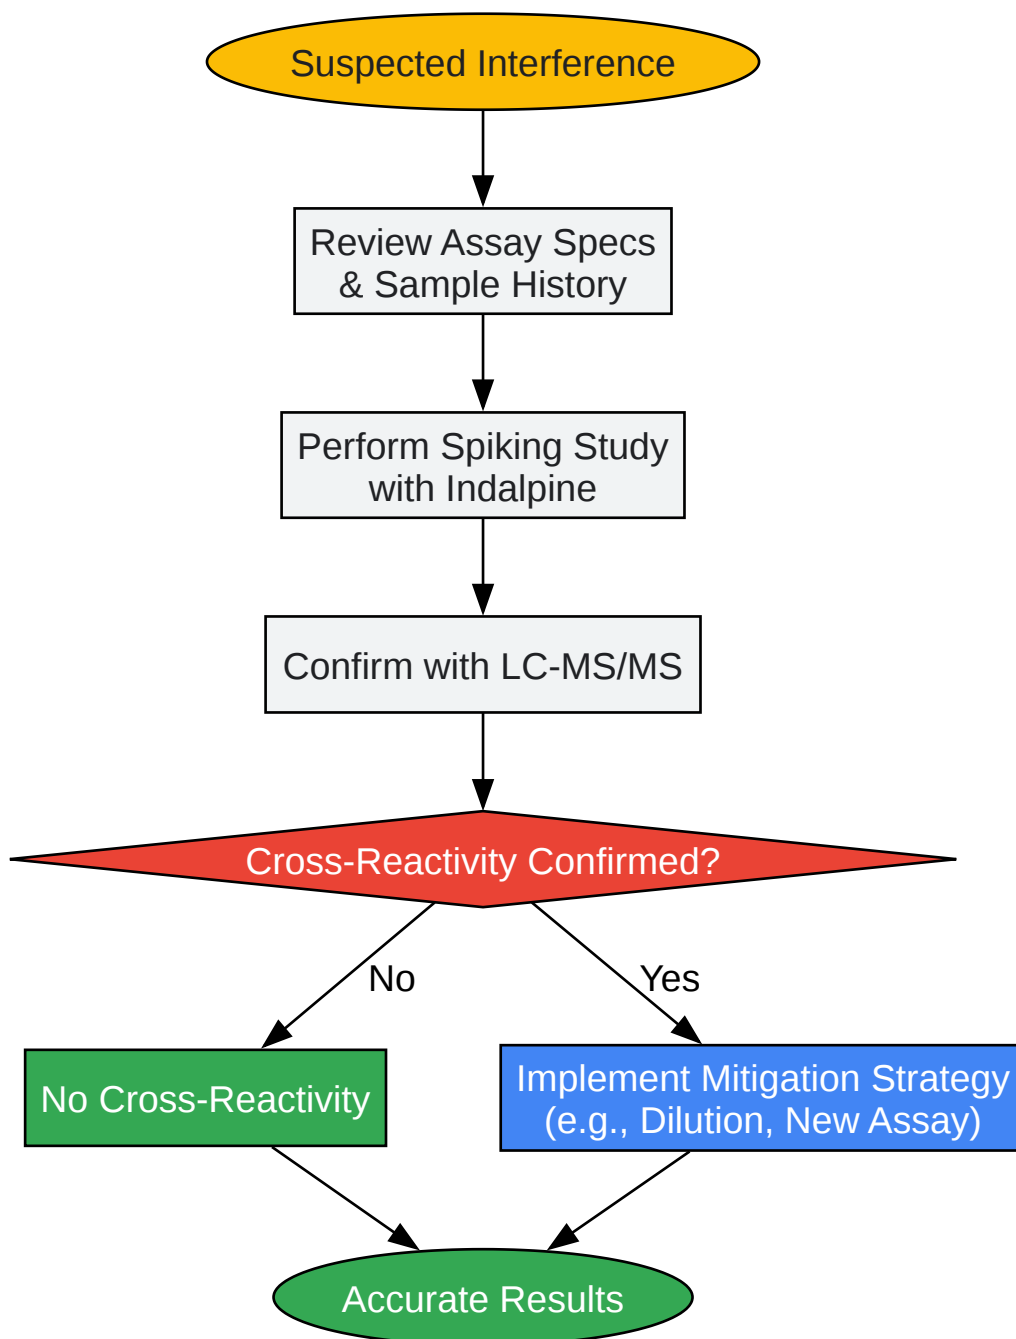 Suspected Interference
Review Assay Specs
& Sample History
Perform Spiking Study
with Indalpine
Confirm with LC-MS/MS
Cross-Reactivity Confirmed?
No
Yes
No Cross-Reactivity
Implement Mitigation Strategy
(e.g., Dilution, New Assay)
Accurate Results